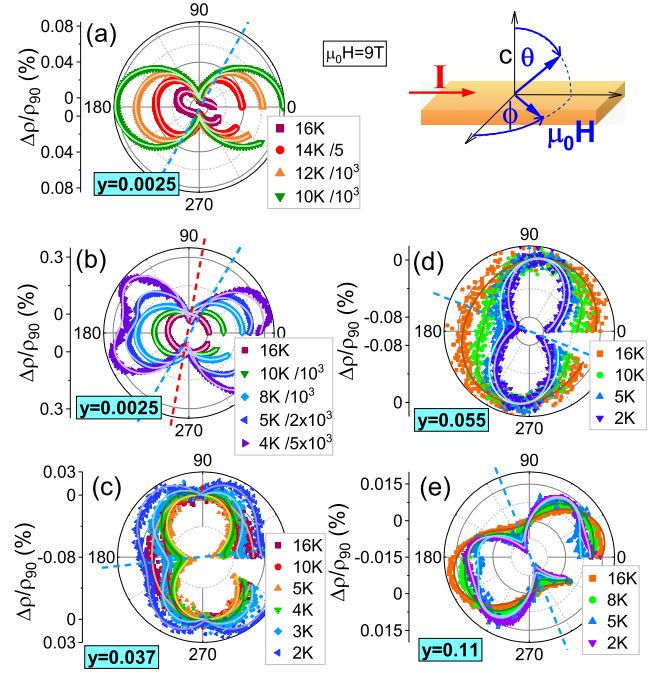 (a)
90
180
270
0.08
0.04
0
0
0.04
0.08
Δρ/ρ90 (%)
μ0H=9T
16K
14K /5
12K /10³
10K /10³
y=0.0025
c
θ
I
ϕ
μ0H
(b)
90
180
0
270
0.3
0
0
0.3
Δρ/ρ90 (%)
16K
10K /10³
8K /10³
5K /2x10³
4K /5x10³
y=0.0025
(d)
90
180
0
270
0
-0.08
-0.08
0
Δρ/ρ90 (%)
16K
10K
5K
2K
y=0.055
(c)
90
180
0
270
0.03
0
-0.08
0
0.03
Δρ/ρ90 (%)
16K
10K
5K
4K
3K
2K
y=0.037
(e)
90
180
0
270
0.015
0
-0.015
0
0.015
Δρ/ρ90 (%)
16K
8K
5K
2K
y=0.11